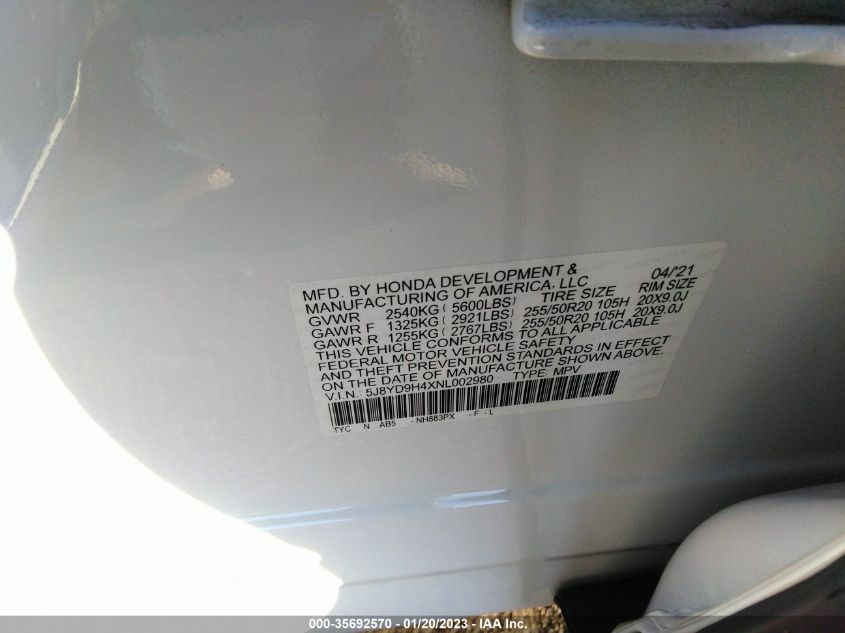 MFD. BY HONDA DEVELOPMENT & 04/'21
MANUFACTURING OF AMERICA, LLC
GVWR 2540KG (5600LBS) TIRE SIZE RIM SIZE
GAWR F 1325KG (2921LBS) 255/50R20 105H 20X9.0J
GAWR R 1255KG (2767LBS) 255/50R20 105H 20X9.0J
THIS VEHICLE CONFORMS TO ALL APPLICABLE
FEDERAL MOTOR VEHICLE SAFETY
AND THEFT PREVENTION STANDARDS IN EFFECT
ON THE DATE OF MANUFACTURE SHOWN ABOVE.
V.I.N.: 5J8YD9H4XNL002980 TYPE: MPV
TYC N AB5 - NH883PX - F - L
000-35692570 - 01/20/2023 - IAA Inc.